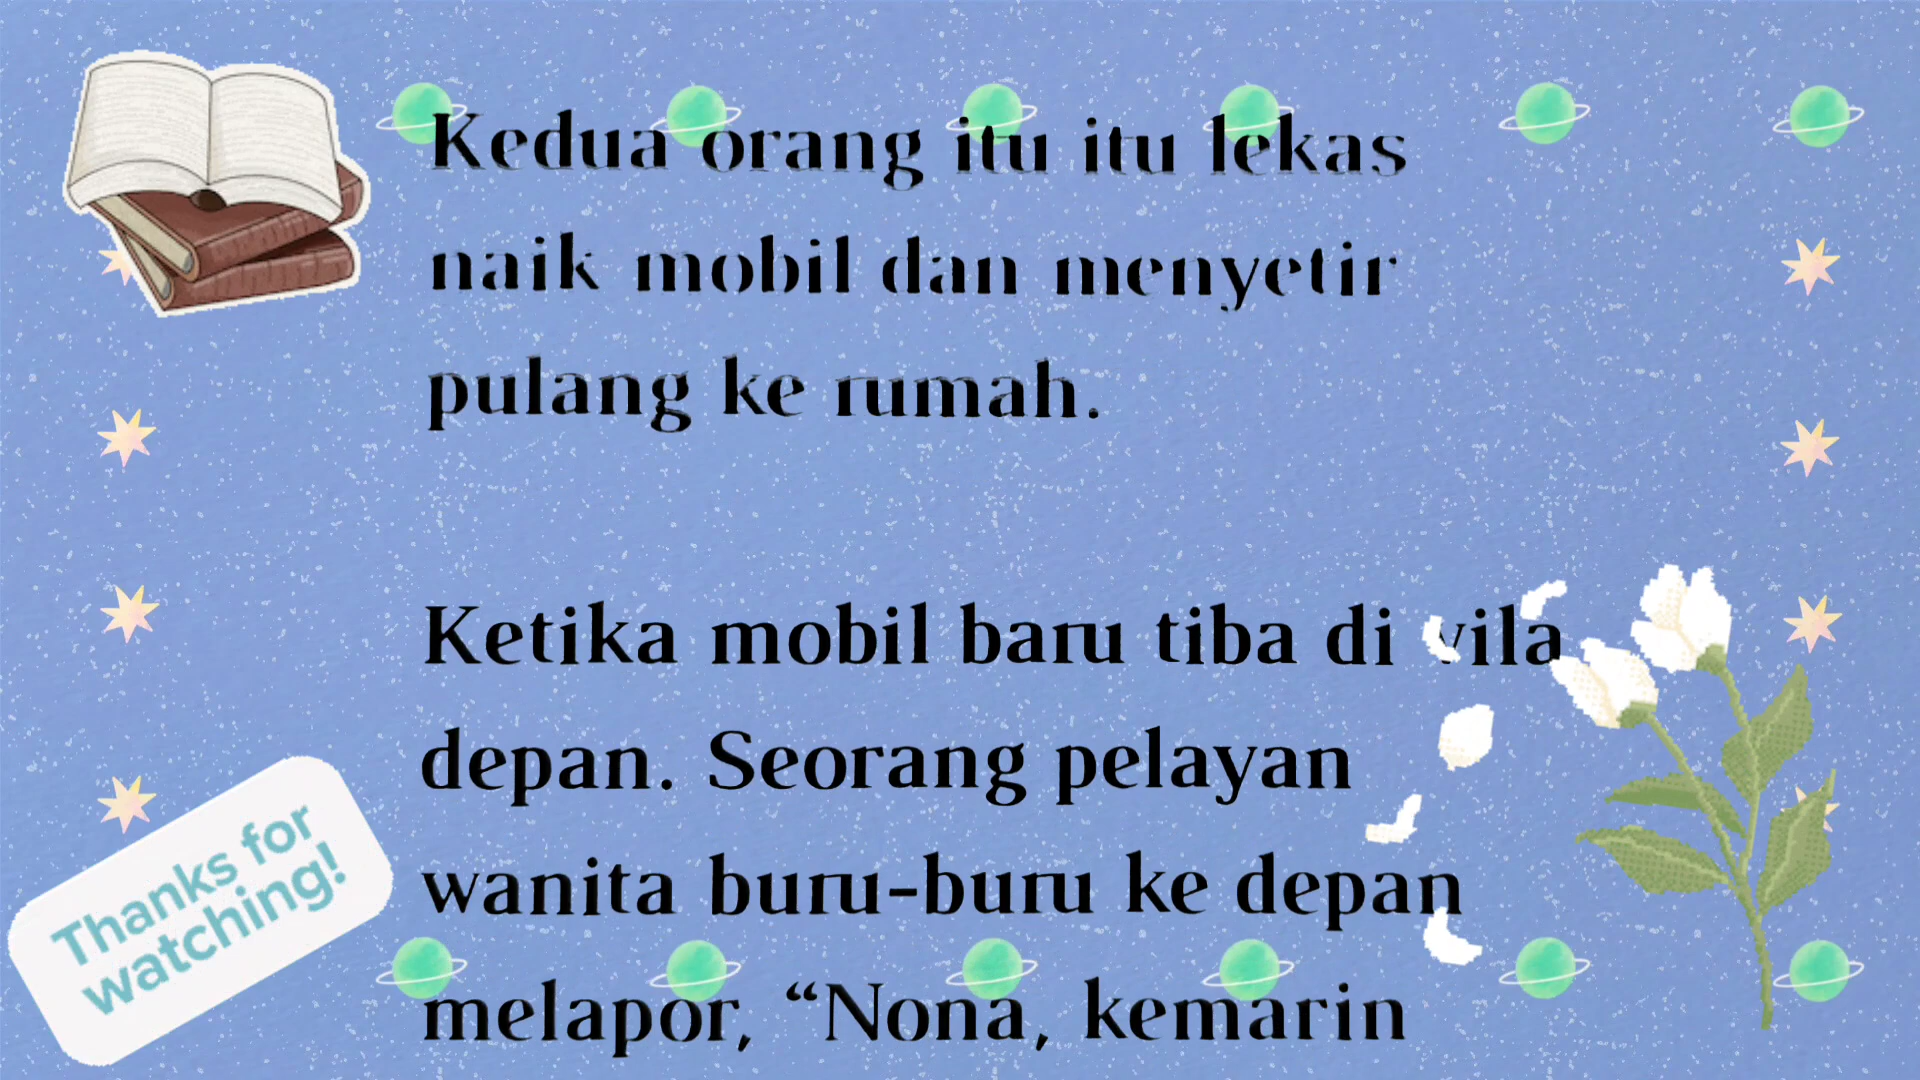 Kedua orang itu itu lekas
naik mobil dan menyetir
pulang ke rumah.
Ketika mobil baru tiba di vila
depan. Seorang pelayan
wanita buru-buru ke depan
melapor, “Nona, kemarin
Thanks for
watching!